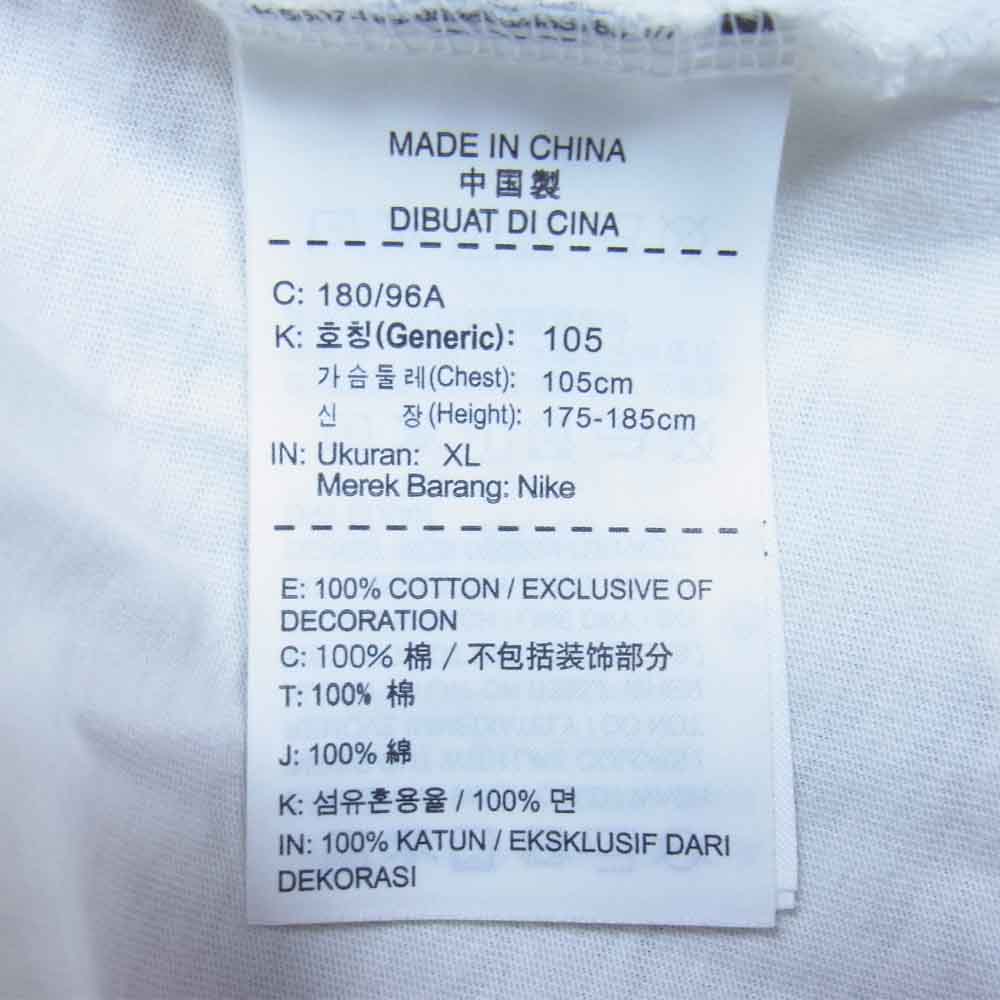 MADE IN CHINA
中国製
DIBUAT DI CINA
C: 180/96A
K: 호칭(Generic): 105
가슴둘레(Chest): 105cm
신 장(Height): 175-185cm
IN: Ukuran: XL
Merek Barang: Nike
E: 100% COTTON / EXCLUSIVE OF
DECORATION
C: 100% 棉 / 不包括装饰部分
T: 100% 棉
J: 100% 綿
K: 섬유혼용율 / 100% 면
IN: 100% KATUN / EKSKLUSIF DARI
DEKORASI